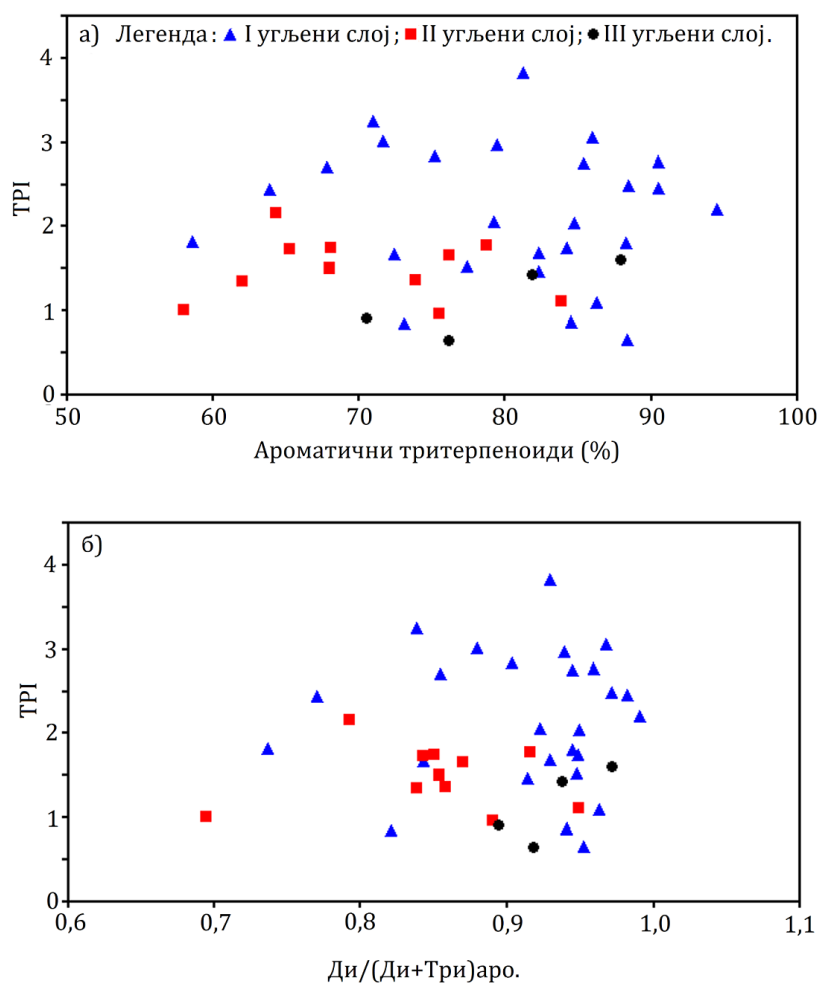 а) Легенда: ▲ I угљени слој; ■ II угљени слој; ● III угљени слој.
4
3
2
1
0
TPI
50 60 70 80 90 100
Ароматични тритерпеноиди (%)
б)
4
3
2
1
0
TPI
0,6 0,7 0,8 0,9 1,0 1,1
Ди/(Ди+Три)аро.